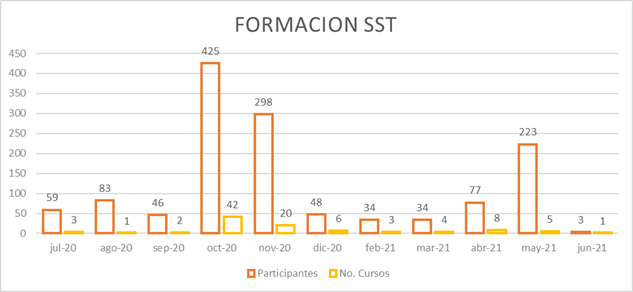 FORMACION SST
450
400
350
300
250
200
150
100
50
0
59 3 83 1 46 2 425 42 298 20 48 6 34 3 34 4 77 8 223 5 3 1
jul-20 ago-20 sep-20 oct-20 nov-20 dic-20 feb-21 mar-21 abr-21 may-21 jun-21
Participantes No. Cursos